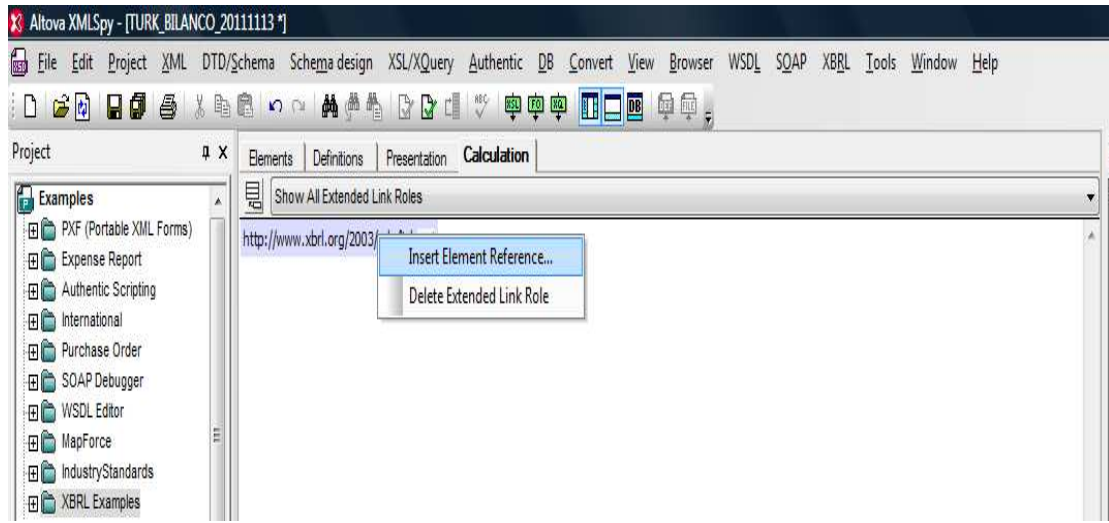 Altova XMLSpy - [TURK_BILANCO_20111113 *]
File Edit Project XML DTD/Schema Schema design XSL/XQuery Authentic DB Convert View Browser WSDL SOAP XBRL Tools Window Help
Project
Elements Definitions Presentation Calculation
Show All Extended Link Roles
Examples
PXF (Portable XML Forms)
Expense Report
Authentic Scripting
International
Purchase Order
SOAP Debugger
WSDL Editor
MapForce
IndustryStandards
XBRL Examples
http://www.xbrl.org/2003/
Insert Element Reference...
Delete Extended Link Role